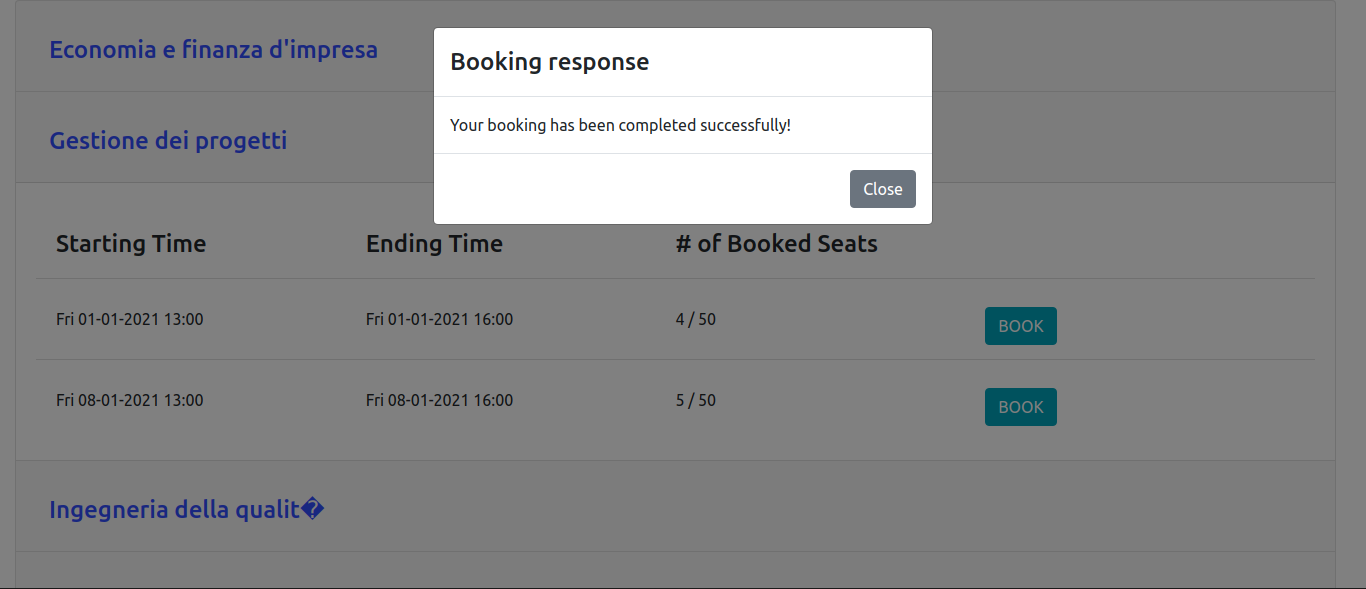 Economia e finanza d'impresa
Booking response
Your booking has been completed successfully!
Gestione dei progetti
Close
Starting Time Ending Time # of Booked Seats
Fri 01-01-2021 13:00 Fri 01-01-2021 16:00 4 / 50 BOOK
Fri 08-01-2021 13:00 Fri 08-01-2021 16:00 5 / 50 BOOK
Ingegneria della qualit�